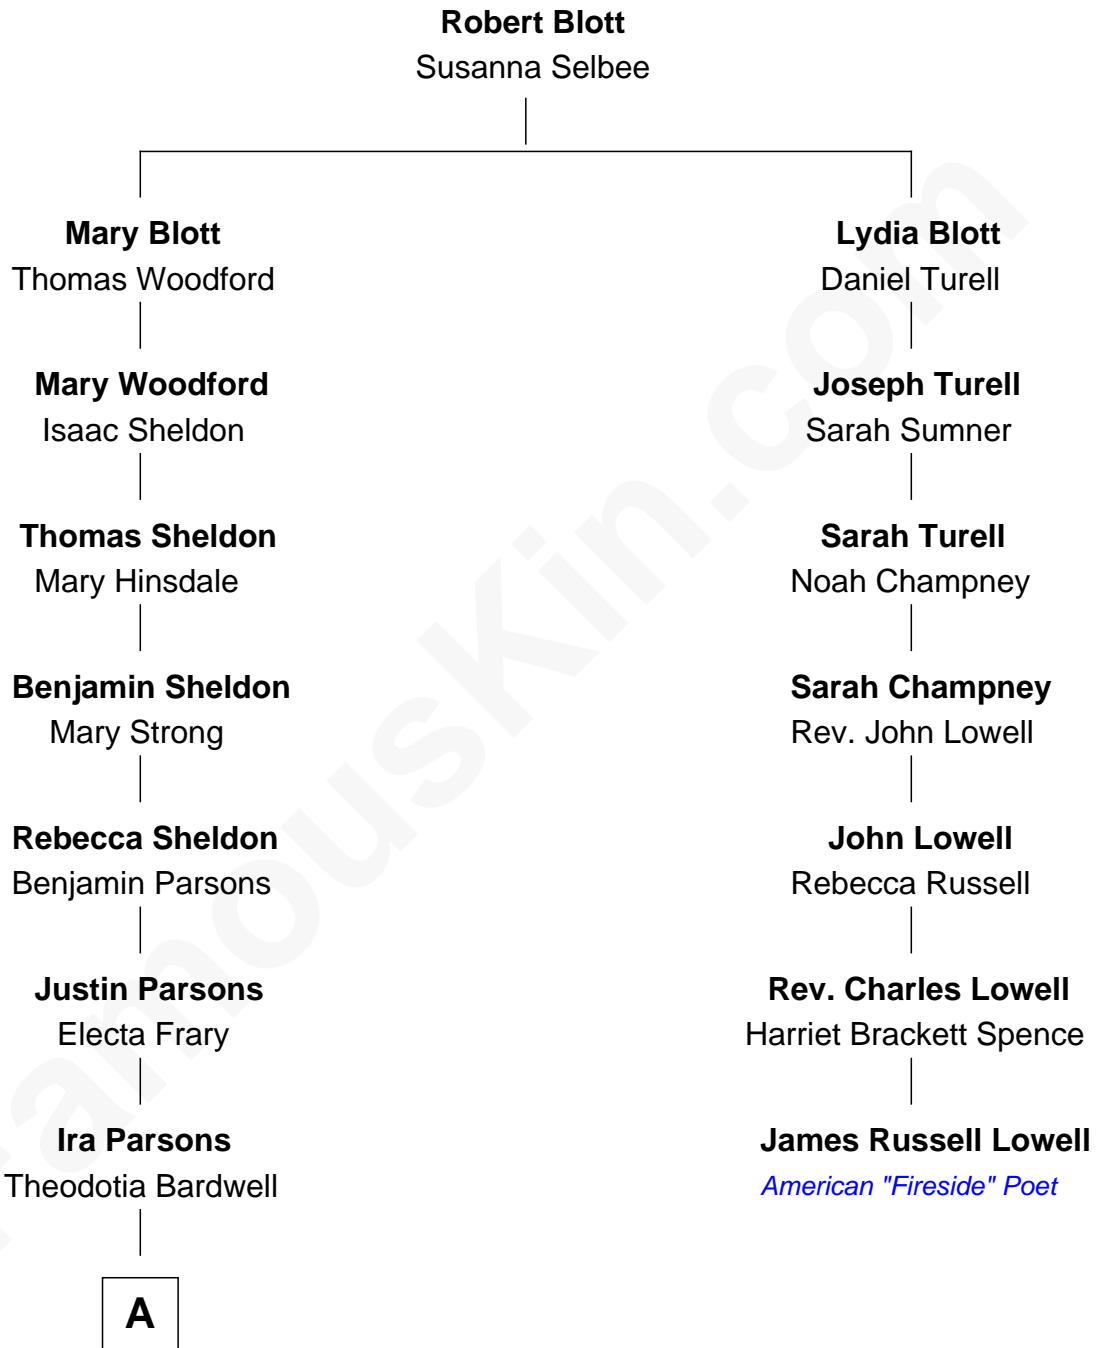 Robert Blott
Susanna Selbee
Mary Blott
Thomas Woodford
Lydia Blott
Daniel Turell
Mary Woodford
Isaac Sheldon
Joseph Turell
Sarah Sumner
Thomas Sheldon
Mary Hinsdale
Sarah Turell
Noah Champney
Benjamin Sheldon
Mary Strong
Sarah Champney
Rev. John Lowell
Rebecca Sheldon
Benjamin Parsons
John Lowell
Rebecca Russell
Justin Parsons
Electa Frary
Rev. Charles Lowell
Harriet Brackett Spence
Ira Parsons
Theodotia Bardwell
James Russell Lowell
American "Fireside" Poet
A
FamousKin.com